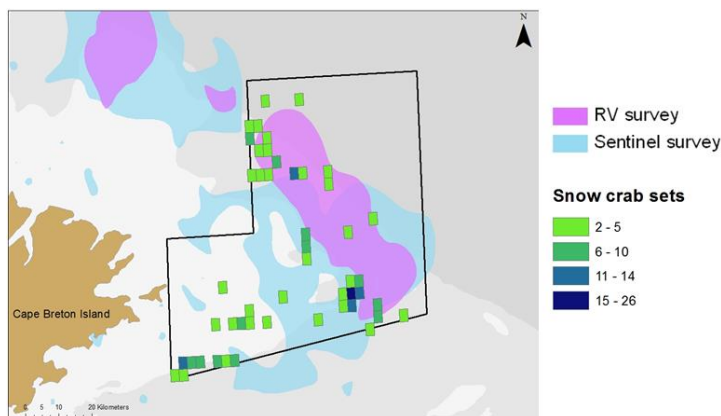 N
RV survey
Sentinel survey
Snow crab sets
2 - 5
6 - 10
11 - 14
15 - 26
Cape Breton Island
0 5 10 20 Kilometers